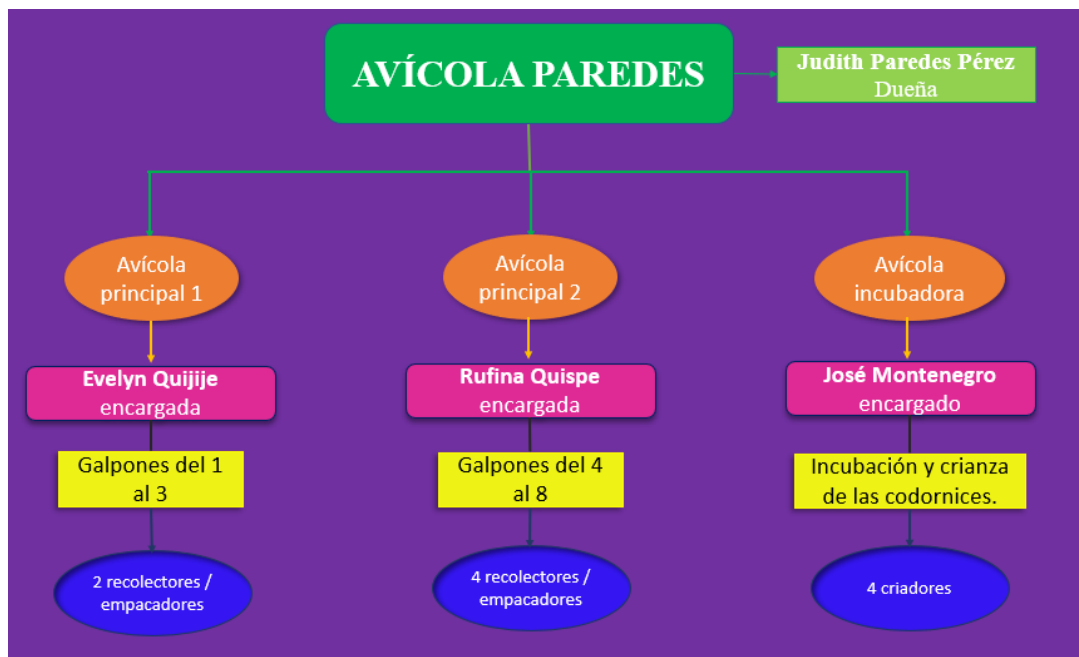 AVÍCOLA PAREDES
Judith Paredes Pérez
Dueña
Avícola
principal 1
Avícola
principal 2
Avícola
incubadora
Evelyn Quijije
encargada
Rufina Quispe
encargada
José Montenegro
encargado
Galpones del 1
al 3
Galpones del 4
al 8
Incubación y crianza
de las codornices.
2 recolectores /
empacadores
4 recolectores /
empacadores
4 criadores